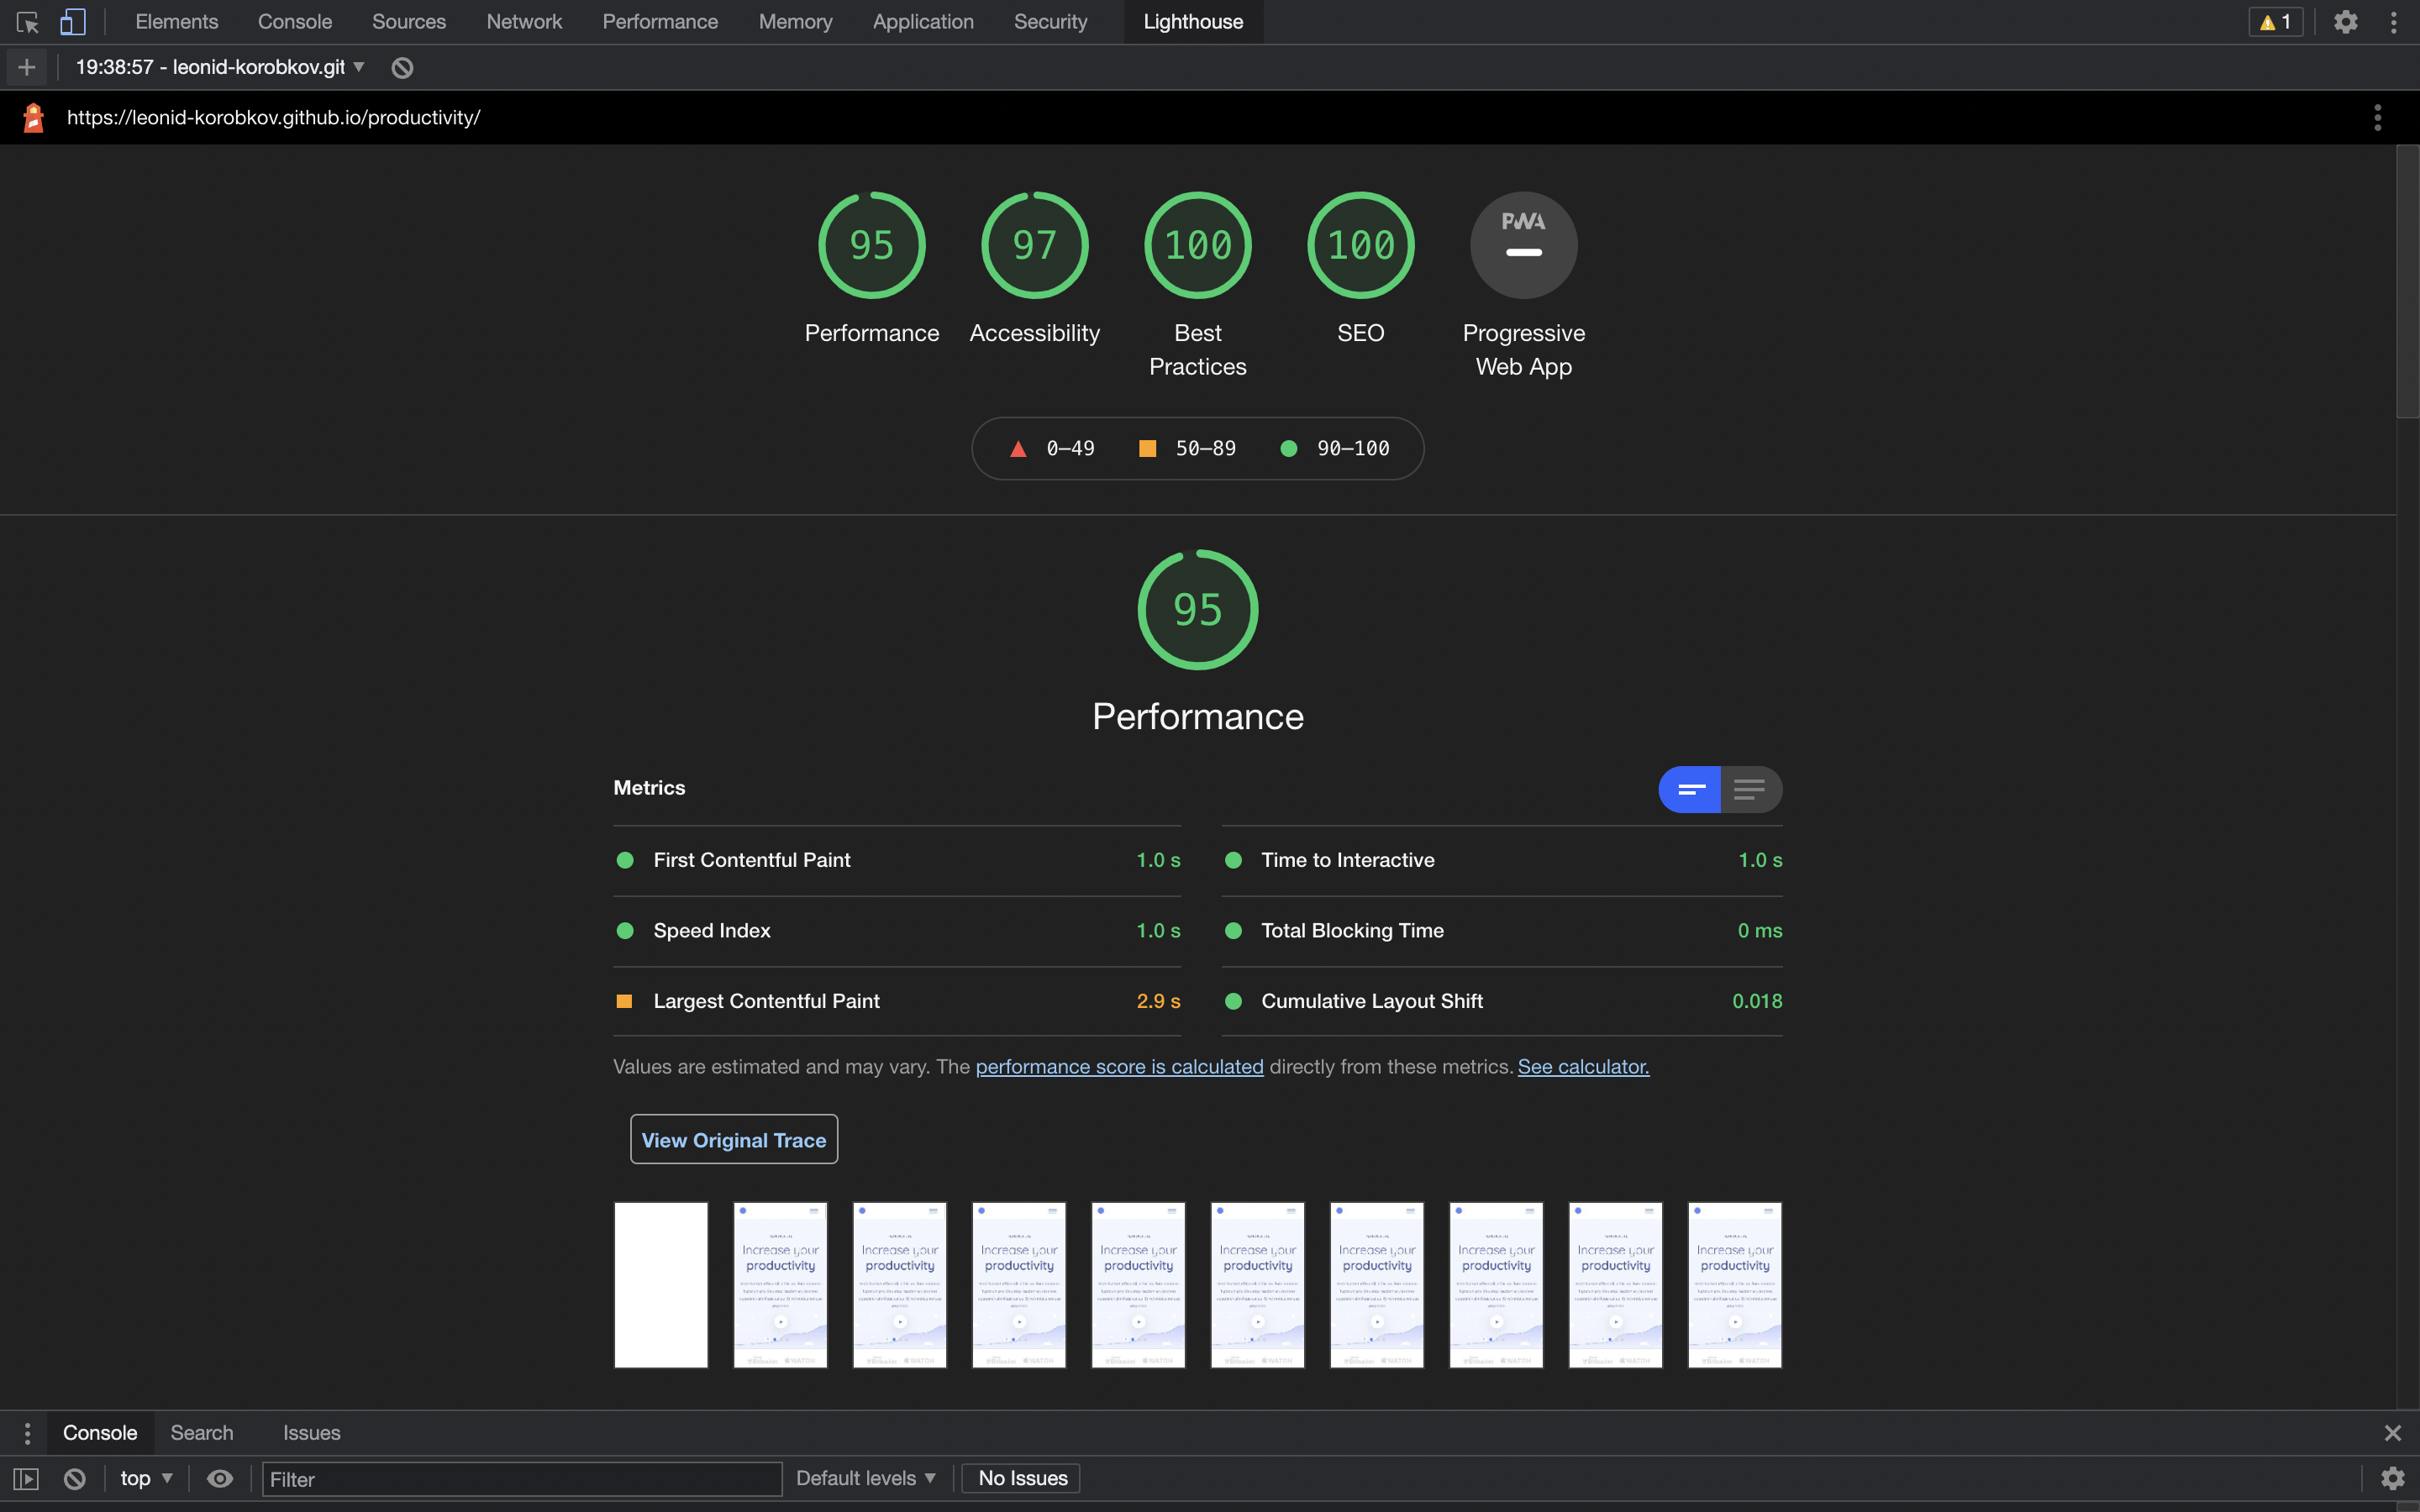 Elements Console Sources Network Performance Memory Application Security Lighthouse 1
19:38:57 - leonid-korobkov.git
https://leonid-korobkov.github.io/productivity/
95 97 100 100 PWA
Performance Accessibility Best Practices SEO Progressive Web App
0–49 50–89 90–100
95
Performance
Metrics
First Contentful Paint 1.0 s
Time to Interactive 1.0 s
Speed Index 1.0 s
Total Blocking Time 0 ms
Largest Contentful Paint 2.9 s
Cumulative Layout Shift 0.018
Values are estimated and may vary. The performance score is calculated directly from these metrics. See calculator.
View Original Trace
Increase your productivity
Increase your productivity
Increase your productivity
Increase your productivity
Increase your productivity
Increase your productivity
Increase your productivity
Increase your productivity
Increase your productivity
Console Search Issues
top Filter Default levels No Issues